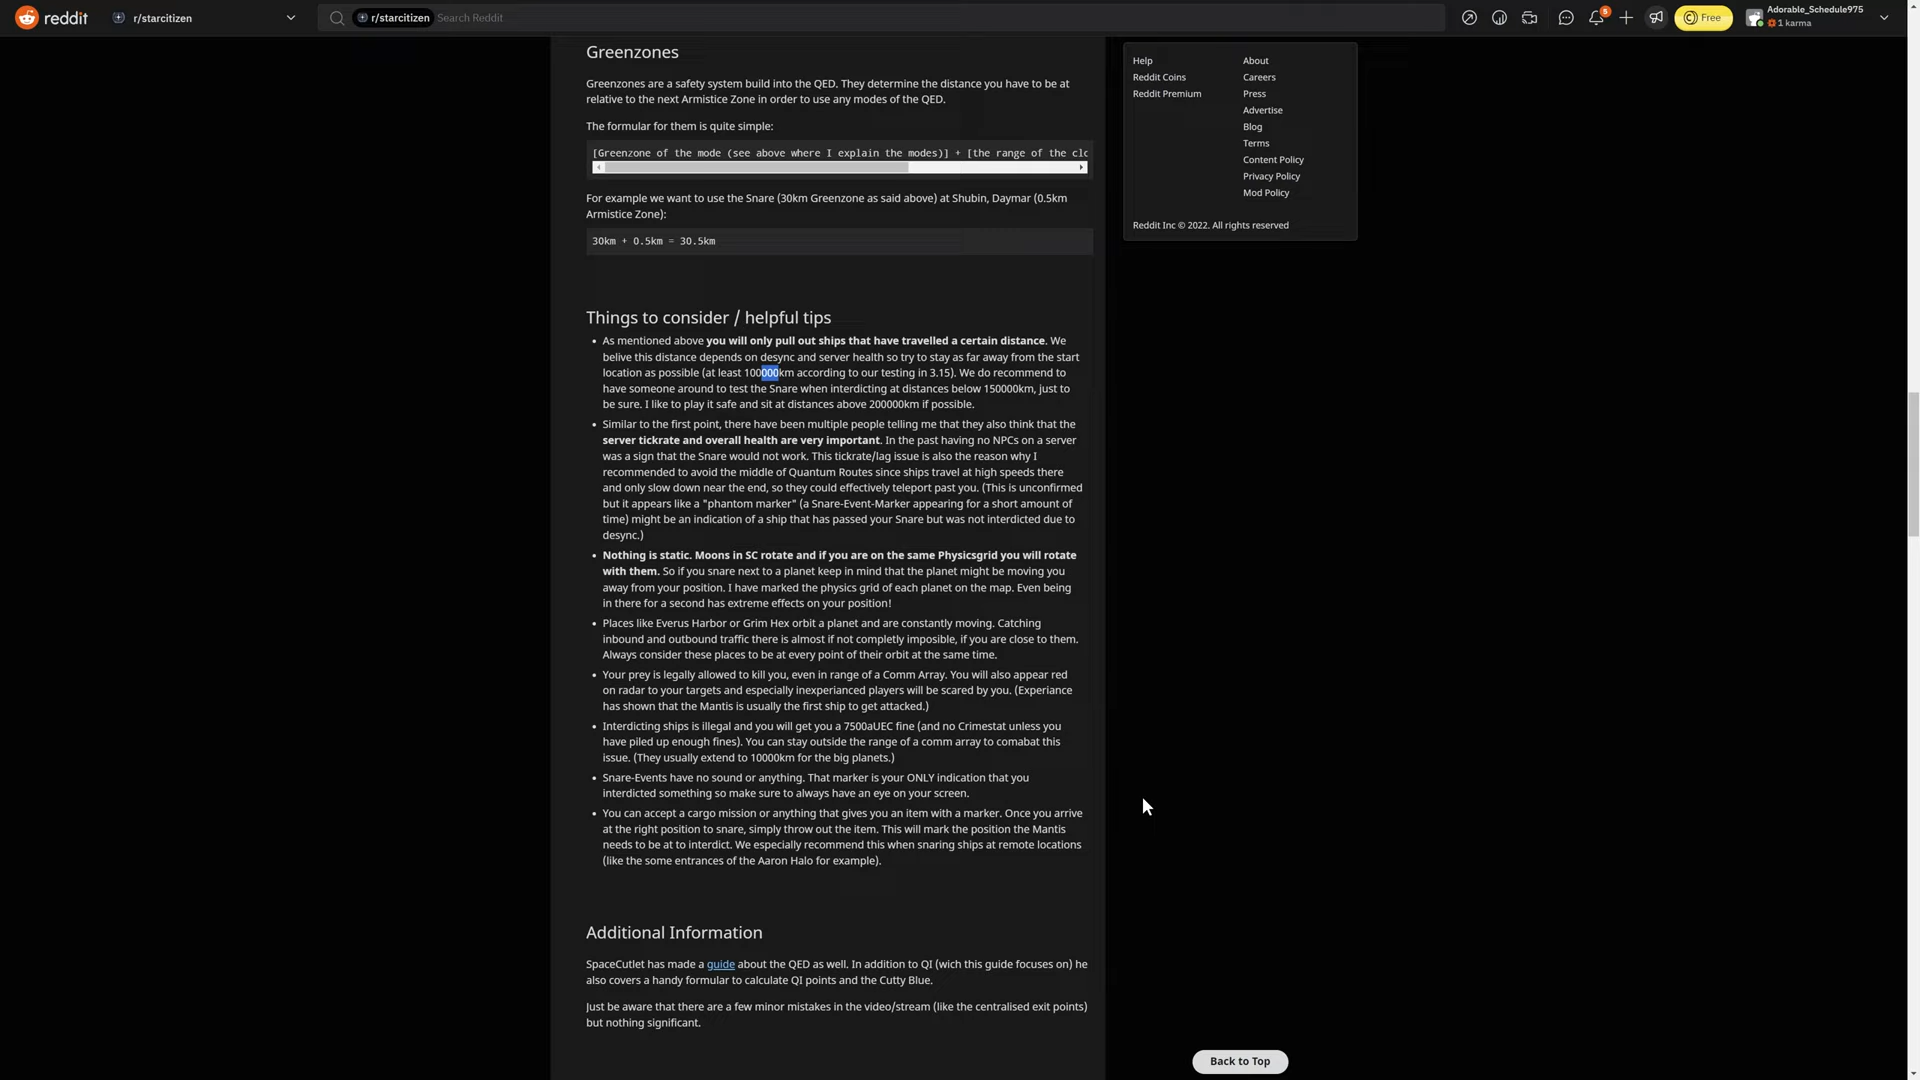 reddit
r/starcitizen
r/starcitizen
Search Reddit
5
Free
Adorable_Schedule975
1 karma
Greenzones
Greenzones are a safety system build into the QED. They determine the distance you have to be at
relative to the next Armistice Zone in order to use any modes of the QED.
The formular for them is quite simple:
[Greenzone of the mode (see above where I explain the modes)] + [the range of the clo
For example we want to use the Snare (30km Greenzone as said above) at Shubin, Daymar (0.5km
Armistice Zone):
30km + 0.5km = 30.5km
Things to consider / helpful tips
• As mentioned above you will only pull out ships that have travelled a certain distance. We
belive this distance depends on desync and server health so try to stay as far away from the start
location as possible (at least 100000km according to our testing in 3.15). We do recommend to
have someone around to test the Snare when interdicting at distances below 150000km, just to
be sure. I like to play it safe and sit at distances above 200000km if possible.
• Similar to the first point, there have been multiple people telling me that they also think that the
server tickrate and overall health are very important. In the past having no NPCs on a server
was a sign that the Snare would not work. This tickrate/lag issue is also the reason why I
recommended to avoid the middle of Quantum Routes since ships travel at high speeds there
and only slow down near the end, so they could effectively teleport past you. (This is unconfirmed
but it appears like a "phantom marker" (a Snare-Event-Marker appearing for a short amount of
time) might be an indication of a ship that has passed your Snare but was not interdicted due to
desync.)
• Nothing is static. Moons in SC rotate and if you are on the same Physicsgrid you will rotate
with them. So if you snare next to a planet keep in mind that the planet might be moving you
away from your position. I have marked the physics grid of each planet on the map. Even being
in there for a second has extreme effects on your position!
• Places like Everus Harbor or Grim Hex orbit a planet and are constantly moving. Catching
inbound and outbound traffic there is almost if not completly imposible, if you are close to them.
Always consider these places to be at every point of their orbit at the same time.
• Your prey is legally allowed to kill you, even in range of a Comm Array. You will also appear red
on radar to your targets and especially inexperianced players will be scared by you. (Experiance
has shown that the Mantis is usually the first ship to get attacked.)
• Interdicting ships is illegal and you will get you a 7500aUEC fine (and no Crimestat unless you
have piled up enough fines). You can stay outside the range of a comm array to comabat this
issue. (They usually extend to 10000km for the big planets.)
• Snare-Events have no sound or anything. That marker is your ONLY indication that you
interdicted something so make sure to always have an eye on your screen.
• You can accept a cargo mission or anything that gives you an item with a marker. Once you arrive
at the right position to snare, simply throw out the item. This will mark the position the Mantis
needs to be at to interdict. We especially recommend this when snaring ships at remote locations
(like the some entrances of the Aaron Halo for example).
Additional Information
SpaceCutlet has made a guide about the QED as well. In addition to QI (wich this guide focuses on) he
also covers a handy formular to calculate QI points and the Cutty Blue.
Just be aware that there are a few minor mistakes in the video/stream (like the centralised exit points)
but nothing significant.
Help
Reddit Coins
Reddit Premium
About
Careers
Press
Advertise
Blog
Terms
Content Policy
Privacy Policy
Mod Policy
Reddit Inc © 2022. All rights reserved
Back to Top